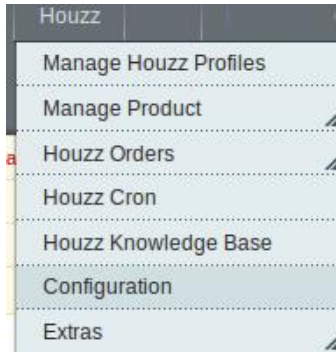 Houzz
Manage Houzz Profiles
Manage Product
a
Houzz Orders
Houzz Cron
Houzz Knowledge Base
Configuration
Extras